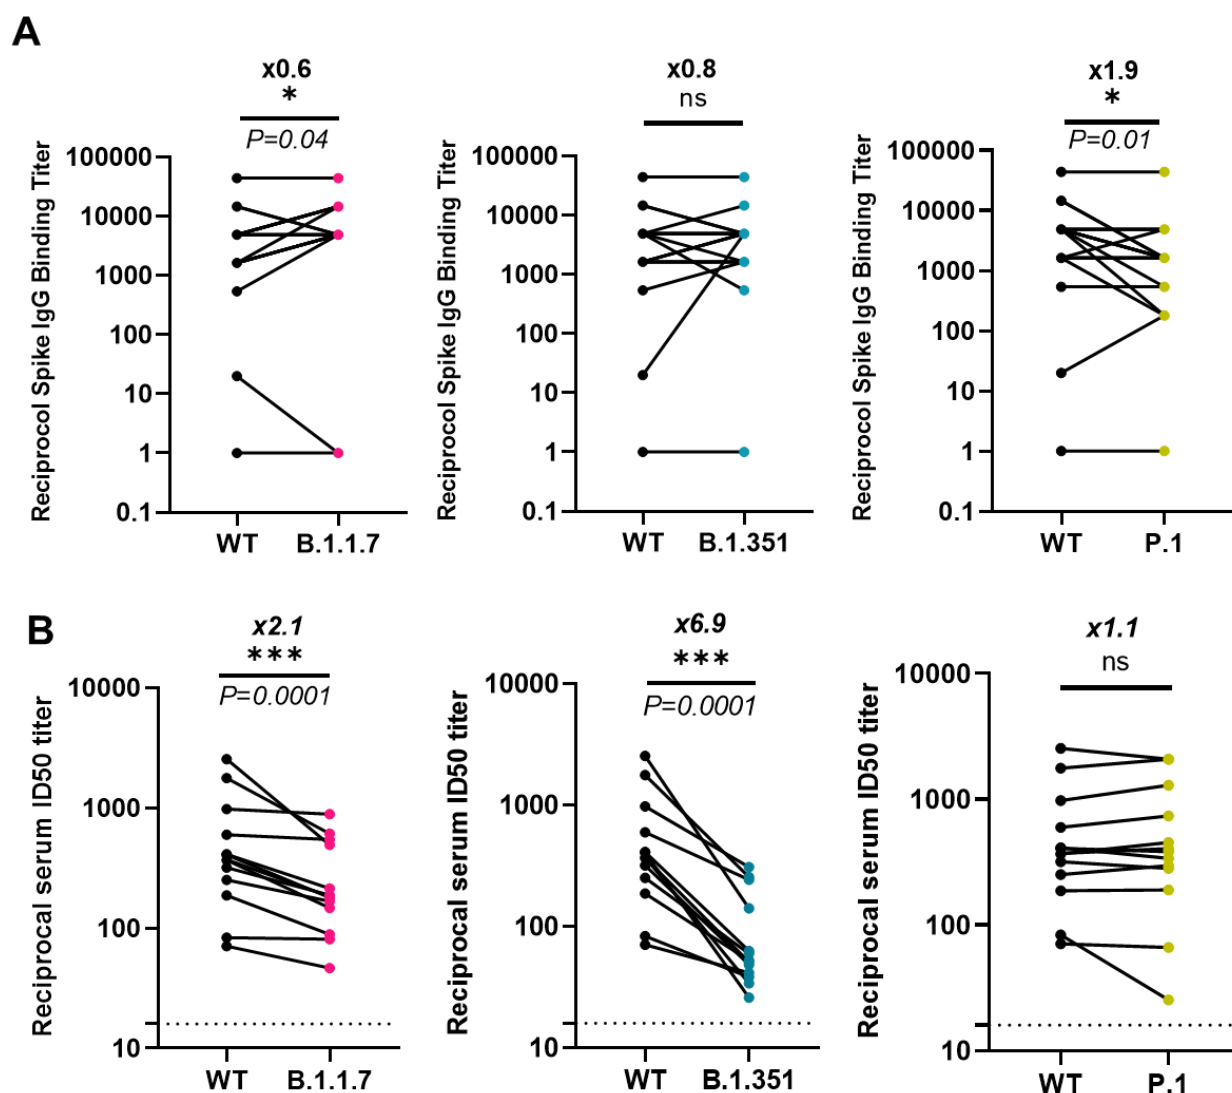 A
x0.6
*
P=0.04
Reciprocol Spike IgG Binding Titer
100000
10000
1000
100
10
1
0.1
WT B.1.1.7
x0.8
ns
Reciprocol Spike IgG Binding Titer
100000
10000
1000
100
10
1
0.1
WT B.1.351
x1.9
*
P=0.01
Reciprocol Spike IgG Binding Titer
100000
10000
1000
100
10
1
0.1
WT P.1
B
x2.1
***
P=0.0001
Reciprocal serum ID50 titer
10000
1000
100
10
WT B.1.1.7
x6.9
***
P=0.0001
Reciprocal serum ID50 titer
10000
1000
100
10
WT B.1.351
x1.1
ns
Reciprocal serum ID50 titer
10000
1000
100
10
WT P.1